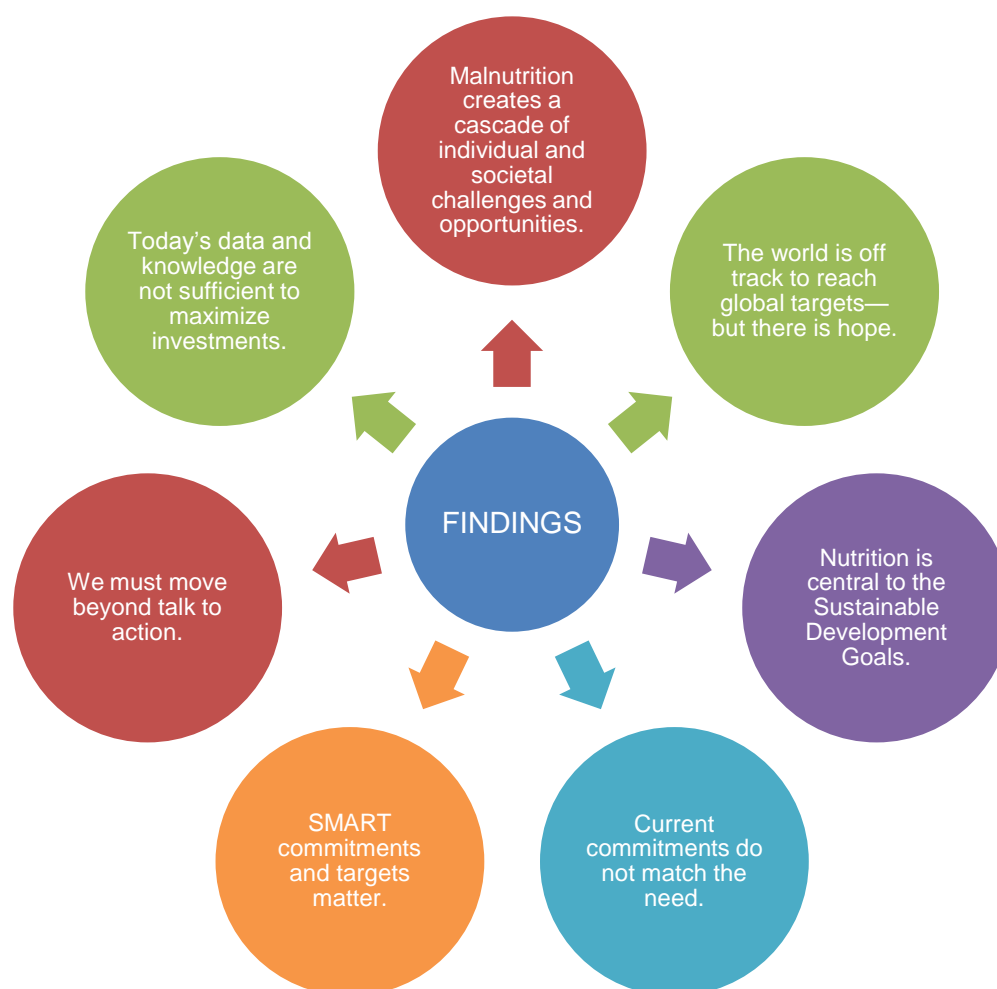 Malnutrition
creates a
cascade of
individual and
societal
challenges and
opportunities.
The world is off
track to reach
global targets—
but there is hope.
Nutrition is
central to the
Sustainable
Development
Goals.
Current
commitments do
not match the
need.
SMART
commitments
and targets
matter.
We must move
beyond talk to
action.
Today’s data and
knowledge are
not sufficient to
maximize
investments.
FINDINGS